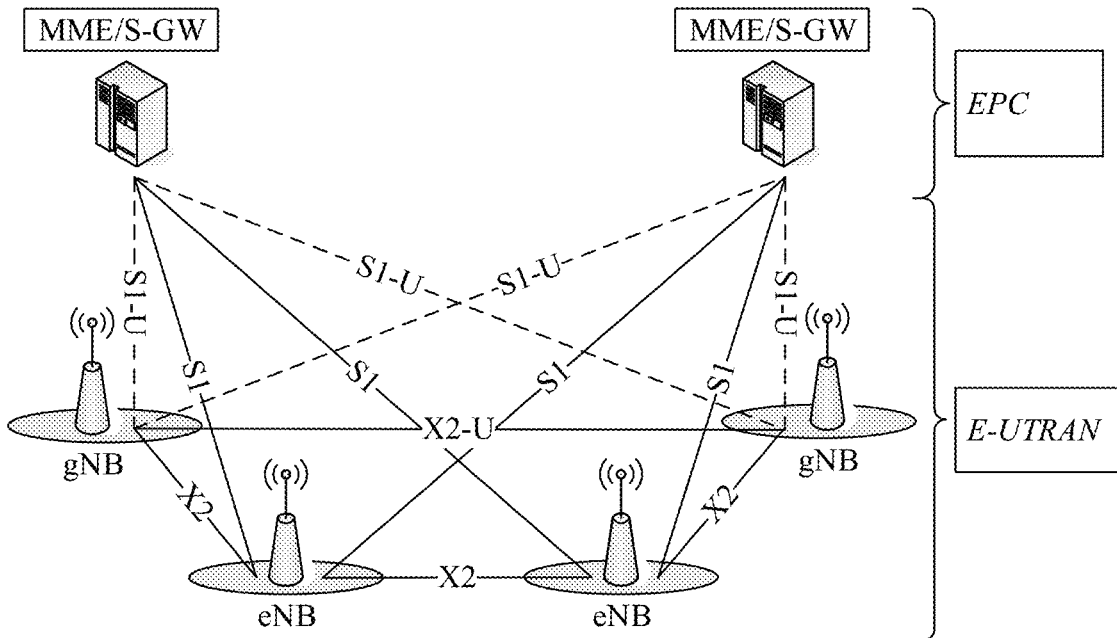 MME/S-GW
MME/S-GW
EPC
S1-U
S1-U
S1-U
S1-U
S1
S1
S1
S1
X2-U
gNB
gNB
E-UTRAN
X2
X2
X2
eNB
eNB